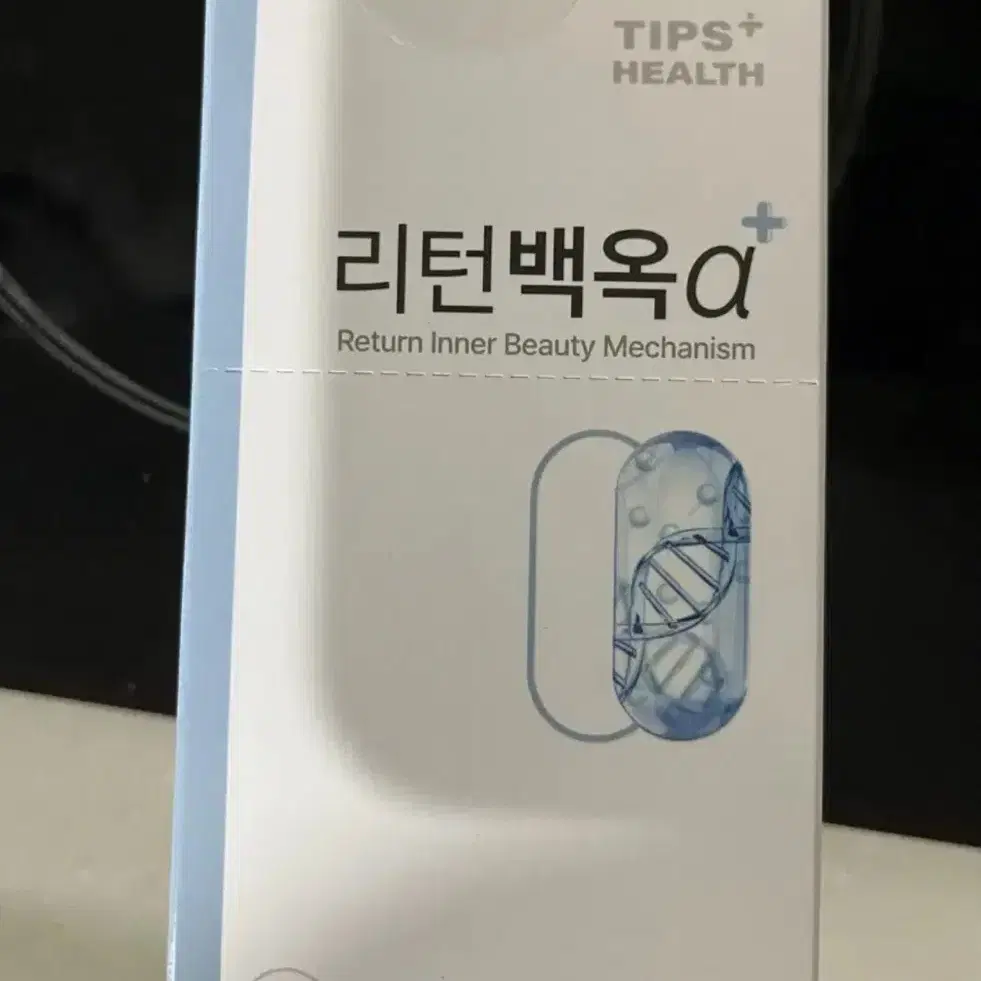 TIPS+
HEALTH
리턴백옥α+
Return Inner Beauty Mechanism